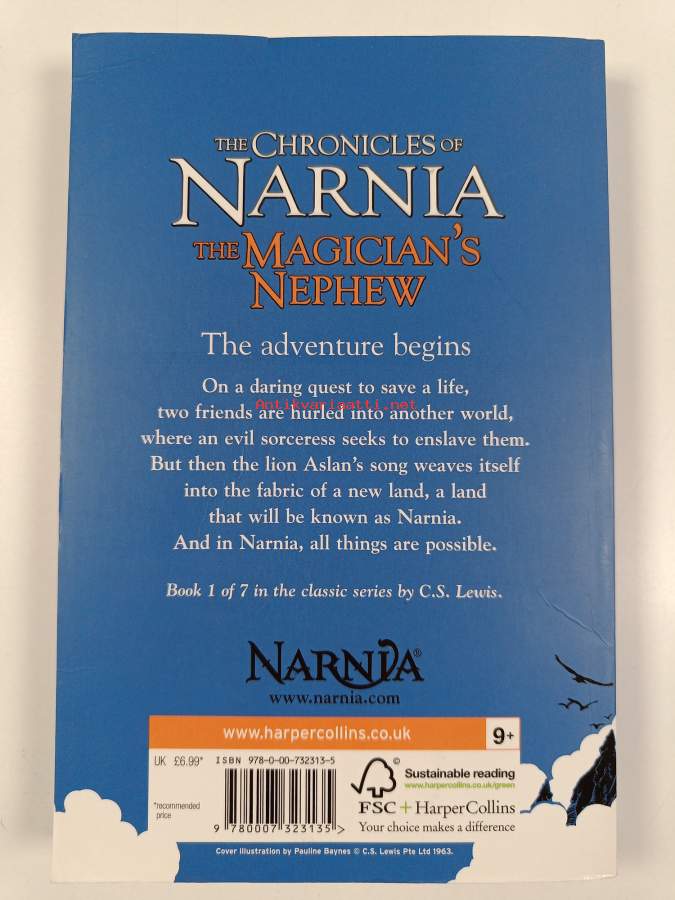 THE CHRONICLES OF
NARNIA
THE MAGICIAN'S
NEPHEW
The adventure begins
On a daring quest to save a life,
Antikvariaatti.net
two friends are hurled into another world,
where an evil sorceress seeks to enslave them.
But then the lion Aslan's song weaves itself
into the fabric of a new land, a land
that will be known as Narnia.
And in Narnia, all things are possible.
Book 1 of 7 in the classic series by C.S. Lewis.
NARNIA®
www.narnia.com
www.harpercollins.co.uk
9+
UK £6.99*
*recommended
price
ISBN 978-0-00-732313-5
9 780007 323135 >
©
FSC + HarperCollins
Sustainable reading
www.harpercollins.co.uk/green
Your choice makes a difference
Cover illustration by Pauline Baynes © C.S. Lewis Pte Ltd 1963.